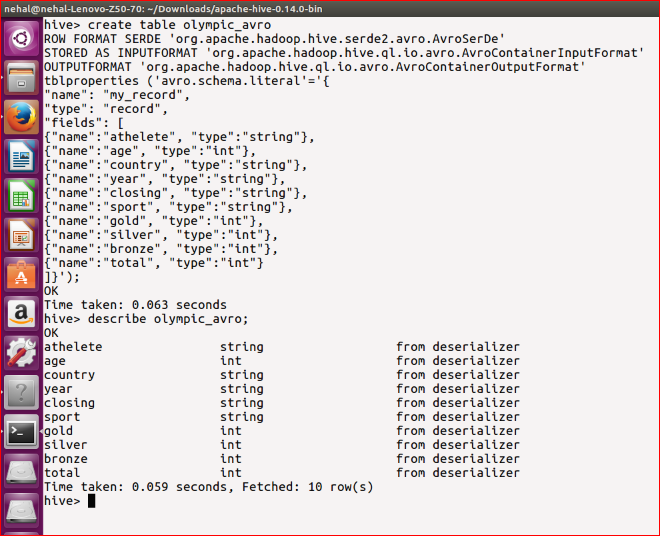 nehal@nehal-Lenovo-Z50-70: ~/Downloads/apache-hive-0.14.0-bin
hive> create table olympic_avro
ROW FORMAT SERDE 'org.apache.hadoop.hive.serde2.avro.AvroSerDe'
STORED AS INPUTFORMAT 'org.apache.hadoop.hive.ql.io.avro.AvroContainerInputFormat'
OUTPUTFORMAT 'org.apache.hadoop.hive.ql.io.avro.AvroContainerOutputFormat'
tblproperties ('avro.schema.literal'='{
"name": "my_record",
"type": "record",
"fields": [
{"name":"athelete", "type":"string"},
{"name":"age", "type":"int"},
{"name":"country", "type":"string"},
{"name":"year", "type":"string"},
{"name":"closing", "type":"string"},
{"name":"sport", "type":"string"},
{"name":"gold", "type":"int"},
{"name":"silver", "type":"int"},
{"name":"bronze", "type":"int"},
{"name":"total", "type":"int"}
]}');
OK
Time taken: 0.063 seconds
hive> describe olympic_avro;
OK
athelete string from deserializer
age int from deserializer
country string from deserializer
year string from deserializer
closing string from deserializer
sport string from deserializer
gold int from deserializer
silver int from deserializer
bronze int from deserializer
total int from deserializer
Time taken: 0.059 seconds, Fetched: 10 row(s)
hive>